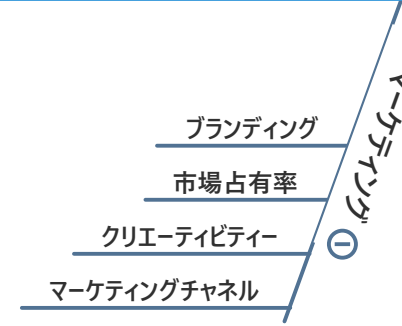 マーケティング
ブランディング
市場占有率
クリエーティビティー
マーケティングチャネル